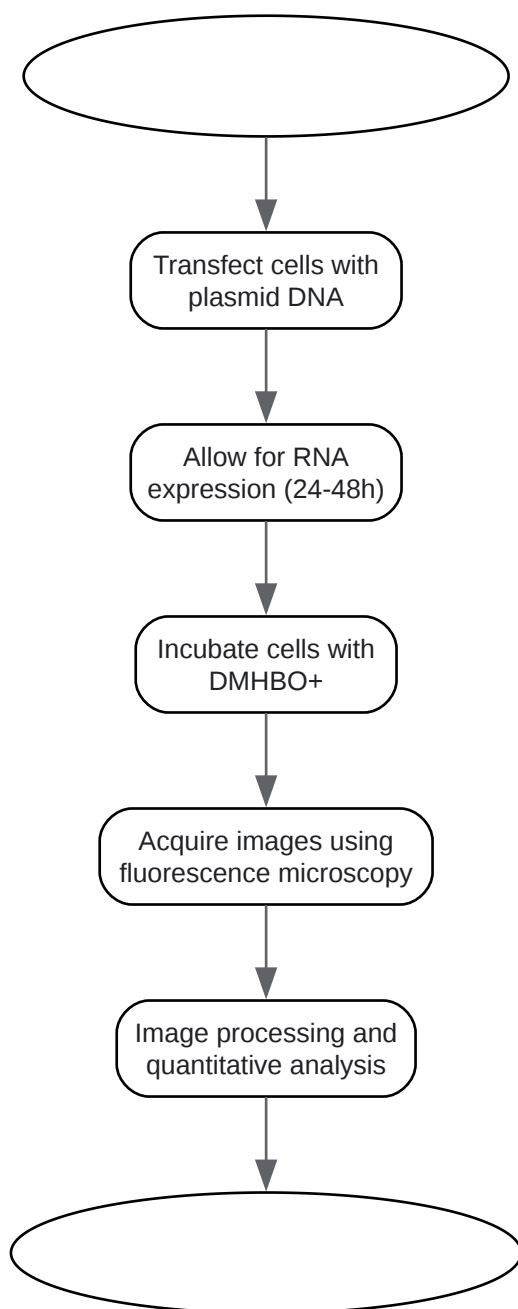 Transfect cells with
plasmid DNA
Allow for RNA
expression (24-48h)
Incubate cells with
DMHBO+
Acquire images using
fluorescence microscopy
Image processing and
quantitative analysis